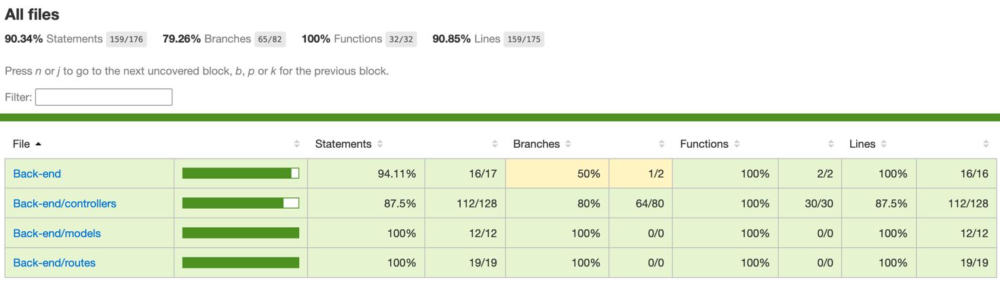 All files
90.34% Statements 159/176 79.26% Branches 65/82 100% Functions 32/32 90.85% Lines 159/175
Press n or j to go to the next uncovered block, b, p or k for the previous block.
Filter:
File Statements Branches Functions Lines
Back-end 94.11% 16/17 50% 1/2 100% 2/2 100% 16/16
Back-end/controllers 87.5% 112/128 80% 64/80 100% 30/30 87.5% 112/128
Back-end/models 100% 12/12 100% 0/0 100% 0/0 100% 12/12
Back-end/routes 100% 19/19 100% 0/0 100% 0/0 100% 19/19